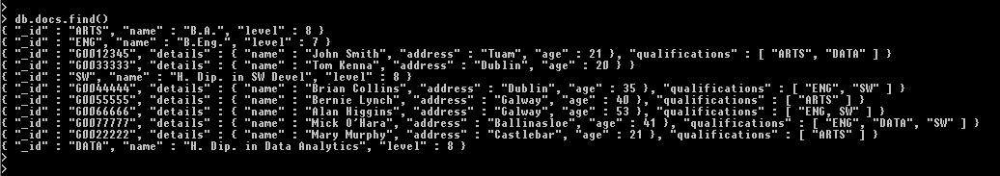 >
> db.docs.find()
{ "_id" : "ARTS", "name" : "B.A.", "level" : 8 }
{ "_id" : "ENG", "name" : "B.Eng.", "level" : 7 }
{ "_id" : "G0012345", "details" : { "name" : "John Smith", "address" : "Tuam", "age" : 21 }, "qualifications" : [ "ARTS", "DATA" ] }
{ "_id" : "G0033333", "details" : { "name" : "Tom Kenna", "address" : "Dublin", "age" : 20 } }
{ "_id" : "SW", "name" : "H. Dip. in SW Devel", "level" : 8 }
{ "_id" : "G0044444", "details" : { "name" : "Brian Collins", "address" : "Dublin", "age" : 35 }, "qualifications" : [ "ENG", "SW" ] }
{ "_id" : "G0055555", "details" : { "name" : "Bernie Lynch", "address" : "Galway", "age" : 40 }, "qualifications" : [ "ARTS" ] }
{ "_id" : "G0066666", "details" : { "name" : "Alan Higgins", "address" : "Galway", "age" : 53 }, "qualifications" : [ "ENG, SW" ] }
{ "_id" : "G0077777", "details" : { "name" : "Mick O'Hara", "address" : "Ballinasloe", "age" : 41 }, "qualifications" : [ "ENG", "DATA", "SW" ] }
{ "_id" : "G0022222", "details" : { "name" : "Mary Murphy", "address" : "Castlebar", "age" : 21 }, "qualifications" : [ "ARTS" ] }
{ "_id" : "DATA", "name" : "H. Dip. in Data Analytics", "level" : 8 }
>
>